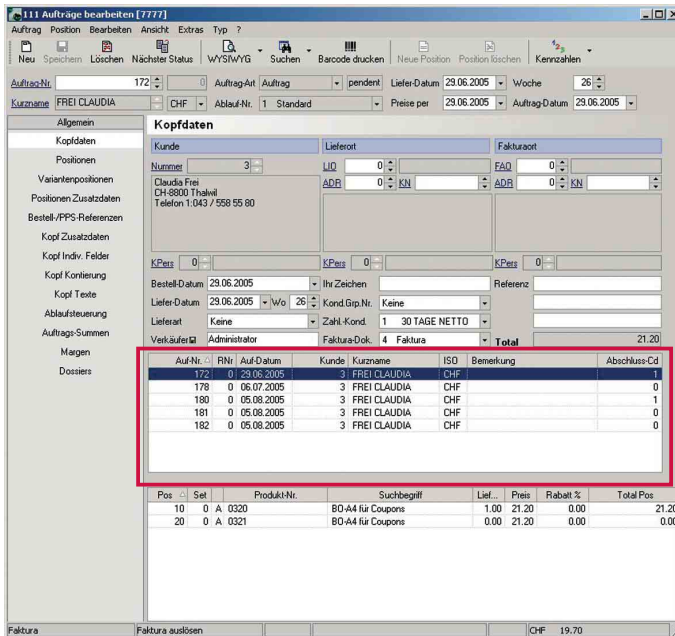 111 Aufträge bearbeiten [7777]
Auftrag Position Bearbeiten Ansicht Extras Typ ?
Neu Speichern Löschen Nächster Status WYSIWYG Suchen Barcode drucken Neue Position Position löschen Kennzahlen
Auftrag-Nr. 172 0 Auftrag-Art Auftrag pendent Liefer-Datum 29.06.2005 Woche 26
Kurzname FREI CLAUDIA CHF Ablauf-Nr. 1 Standard Preise per 29.06.2005 Auftrag-Datum 29.06.2005
Allgemein
Kopfdaten
Positionen
Variantenpositionen
Positionen Zusatzdaten
Bestell-/PPS-Referenzen
Kopf Zusatzdaten
Kopf Indiv. Felder
Kopf Kontierung
Kopf Texte
Ablaufsteuerung
Auftrags-Summen
Margen
Dossiers
Kopfdaten
Kunde Lieferort Fakturaort
Nummer 3 LIO 0 FAO 0
Claudia Frei ADR 0 KN ADR 0 KN
CH-8800 Thalwil
Telefon 1:043 / 558 55 80
KPers 0 KPers 0 KPers 0
Bestell-Datum 29.06.2005 Ihr Zeichen Referenz
Liefer-Datum 29.06.2005 Wo 26 Kond.Grp.Nr. Keine
Lieferart Keine Zahl.-Kond. 1 30 TAGE NETTO
Verkäufer Administrator Faktura-Dok. 4 Faktura Total 21.20
Auf-Nr. RNr Auf-Datum Kunde Kurzname ISO Bemerkung Abschluss-Cd
172 0 29.06.2005 3 FREI CLAUDIA CHF 1
178 0 06.07.2005 3 FREI CLAUDIA CHF 0
180 0 05.08.2005 3 FREI CLAUDIA CHF 1
181 0 05.08.2005 3 FREI CLAUDIA CHF 0
182 0 05.08.2005 3 FREI CLAUDIA CHF 0
Pos Set Produkt-Nr. Suchbegriff Lief... Preis Rabatt % Total Pos
10 0 A 0320 BO-A4 für Coupons 1.00 21.20 0.00 21.20
20 0 A 0321 BO-A4 für Coupons 0.00 21.20 0.00 0.00
Faktura Faktura auslösen CHF 19.70